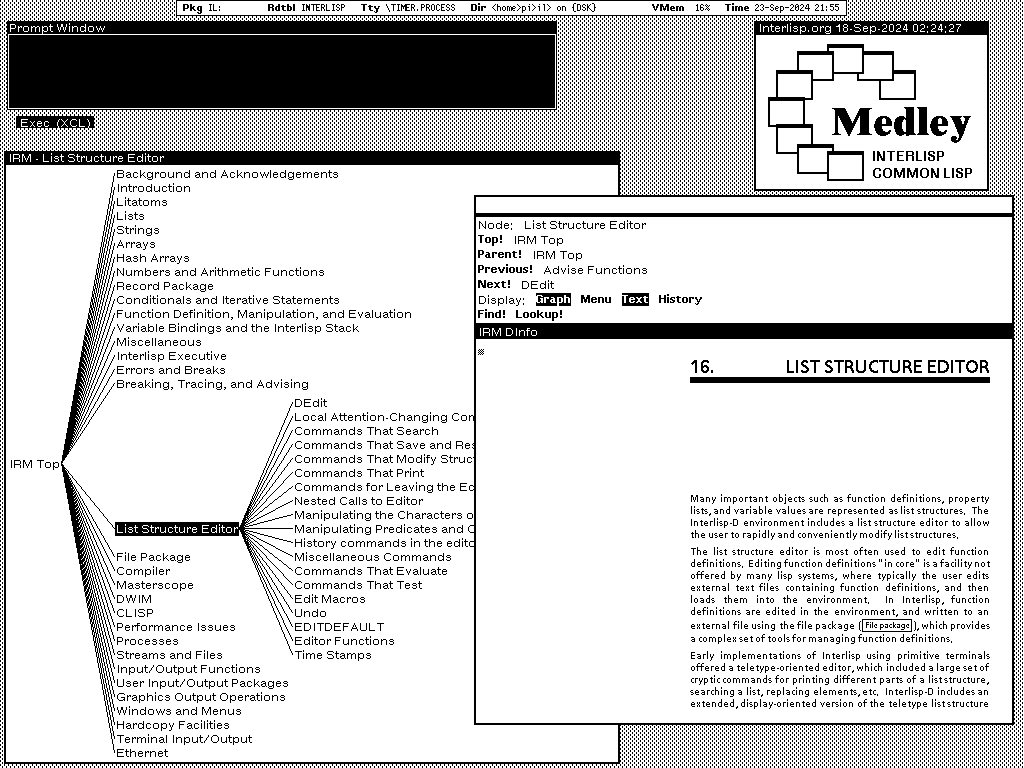 Pkg IL: Rdtbl INTERLISP Tty \TIMER.PROCESS Dir <home>pi>il> on {DSK} VMem 16% Time 23-Sep-2024 21:55
Prompt Window
Exec (XCL)
Interlisp.org 18-Sep-2024 02:24:27
Medley
INTERLISP
COMMON LISP
IRM - List Structure Editor
Background and Acknowledgements
Introduction
Litatoms
Lists
Strings
Arrays
Hash Arrays
Numbers and Arithmetic Functions
Record Package
Conditionals and Iterative Statements
Function Definition, Manipulation, and Evaluation
Variable Bindings and the Interlisp Stack
Miscellaneous
Interlisp Executive
Errors and Breaks
Breaking, Tracing, and Advising
IRM Top
List Structure Editor
File Package
Compiler
Masterscope
DWIM
CLISP
Performance Issues
Processes
Streams and Files
Input/Output Functions
User Input/Output Packages
Graphics Output Operations
Windows and Menus
Hardcopy Facilities
Terminal Input/Output
Ethernet
DEdit
Local Attention-Changing Com
Commands That Search
Commands That Save and Res
Commands That Modify Struct
Commands That Print
Commands for Leaving the Ed
Nested Calls to Editor
Manipulating the Characters o
Manipulating Predicates and C
History commands in the edito
Miscellaneous Commands
Commands That Evaluate
Commands That Test
Edit Macros
Undo
EDITDEFAULT
Editor Functions
Time Stamps
Node: List Structure Editor
Top! IRM Top
Parent! IRM Top
Previous! Advise Functions
Next! DEdit
Display: Graph Menu Text History
Find! Lookup!
IRM DInfo
16. LIST STRUCTURE EDITOR
Many important objects such as function definitions, property
lists, and variable values are represented as list structures. The
Interlisp-D environment includes a list structure editor to allow
the user to rapidly and conveniently modify list structures.
The list structure editor is most often used to edit function
definitions. Editing function definitions "in core" is a facility not
offered by many lisp systems, where typically the user edits
external text files containing function definitions, and then
loads them into the environment. In Interlisp, function
definitions are edited in the environment, and written to an
external file using the file package (File package), which provides
a complex set of tools for managing function definitions.
Early implementations of Interlisp using primitive terminals
offered a teletype-oriented editor, which included a large set of
cryptic commands for printing different parts of a list structure,
searching a list, replacing elements, etc. Interlisp-D includes an
extended, display-oriented version of the teletype list structure